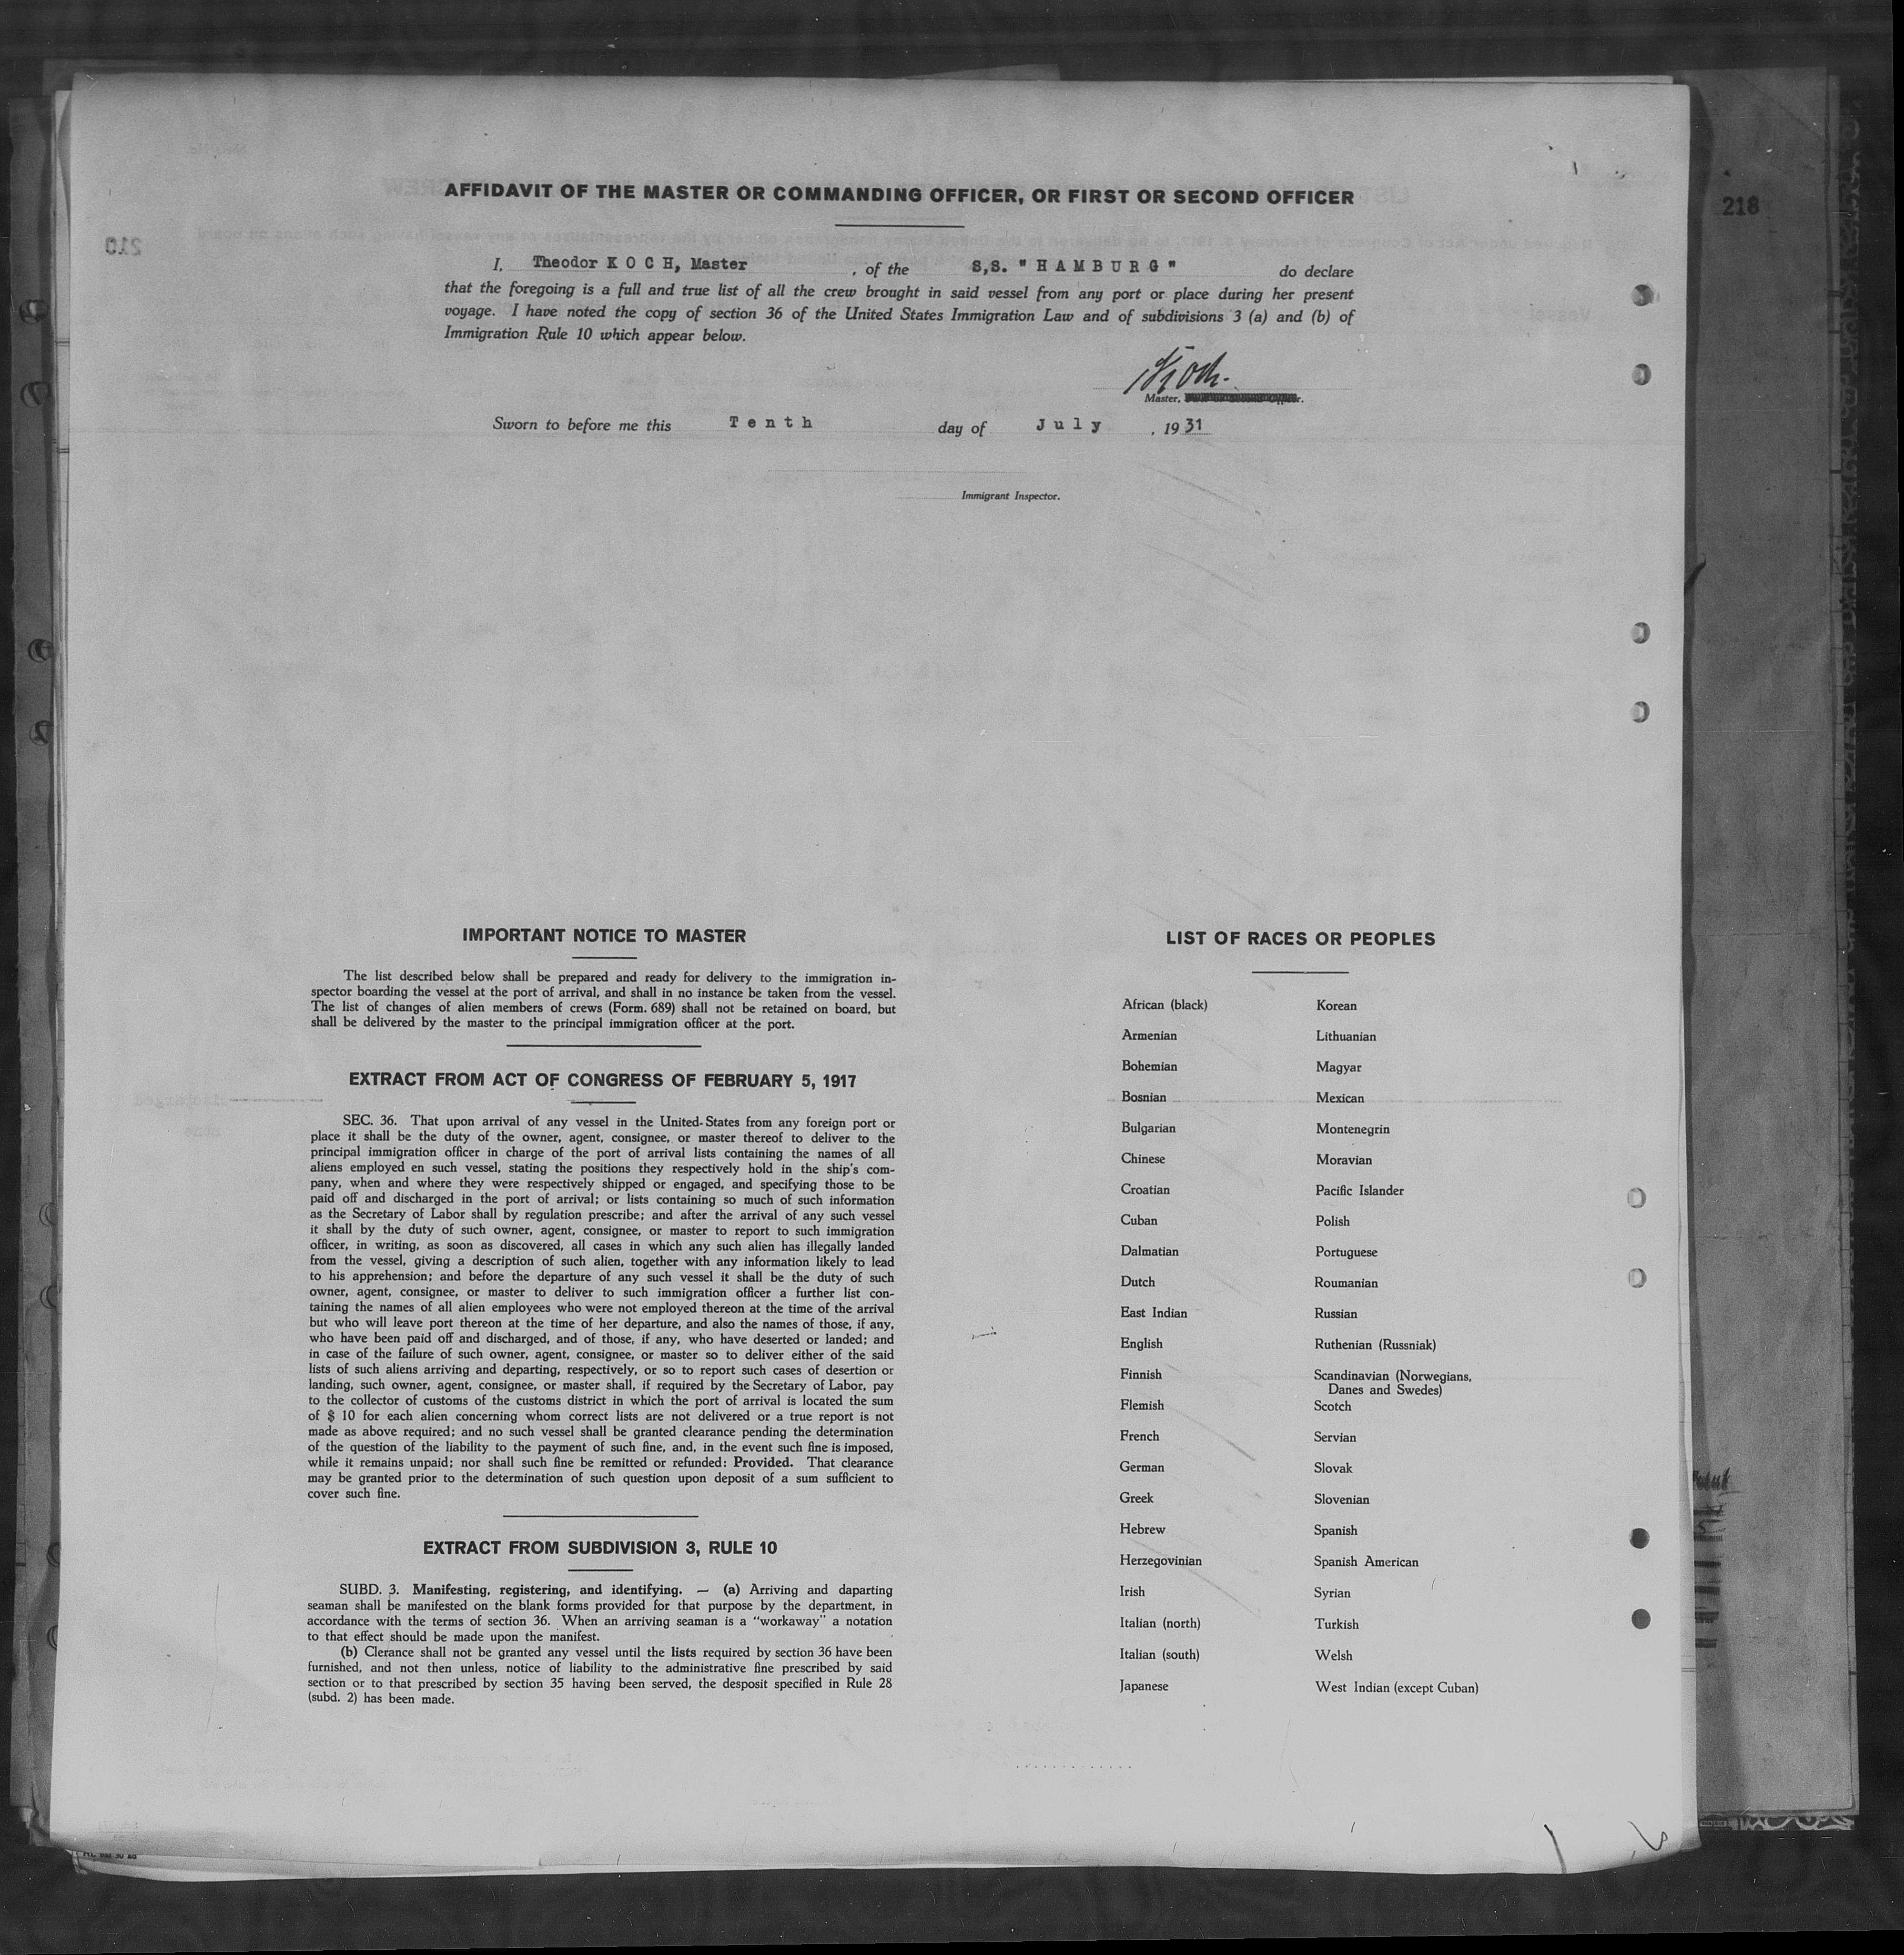 AFFIDAVIT OF THE MASTER OR COMMANDING OFFICER, OR FIRST OR SECOND OFFICER
218
210
I, Theodor K O C H, Master , of the S,S. " H A M B U R G " do declare
that the foregoing is a full and true list of all the crew brought in said vessel from any port or place during her present
voyage. I have noted the copy of section 36 of the United States Immigration Law and of subdivisions 3 (a) and (b) of
Immigration Rule 10 which appear below.
Koch.
Master,
Sworn to before me this T e n t h day of J u l y , 19 31
Immigrant Inspector.
IMPORTANT NOTICE TO MASTER
The list described below shall be prepared and ready for delivery to the immigration in-
spector boarding the vessel at the port of arrival, and shall in no instance be taken from the vessel.
The list of changes of alien members of crews (Form. 689) shall not be retained on board, but
shall be delivered by the master to the principal immigration officer at the port.
EXTRACT FROM ACT OF CONGRESS OF FEBRUARY 5, 1917
SEC. 36. That upon arrival of any vessel in the United States from any foreign port or
place it shall be the duty of the owner, agent, consignee, or master thereof to deliver to the
principal immigration officer in charge of the port of arrival lists containing the names of all
aliens employed en such vessel, stating the positions they respectively hold in the ship's com-
pany, when and where they were respectively shipped or engaged, and specifying those to be
paid off and discharged in the port of arrival; or lists containing so much of such information
as the Secretary of Labor shall by regulation prescribe; and after the arrival of any such vessel
it shall by the duty of such owner, agent, consignee, or master to report to such immigration
officer, in writing, as soon as discovered, all cases in which any such alien has illegally landed
from the vessel, giving a description of such alien, together with any information likely to lead
to his apprehension; and before the departure of any such vessel it shall be the duty of such
owner, agent, consignee, or master to deliver to such immigration officer a further list con-
taining the names of all alien employees who were not employed thereon at the time of the arrival
but who will leave port thereon at the time of her departure, and also the names of those, if any,
who have been paid off and discharged, and of those, if any, who have deserted or landed; and
in case of the failure of such owner, agent, consignee, or master so to deliver either of the said
lists of such aliens arriving and departing, respectively, or so to report such cases of desertion or
landing, such owner, agent, consignee, or master shall, if required by the Secretary of Labor, pay
to the collector of customs of the customs district in which the port of arrival is located the sum
of $ 10 for each alien concerning whom correct lists are not delivered or a true report is not
made as above required; and no such vessel shall be granted clearance pending the determination
of the question of the liability to the payment of such fine, and, in the event such fine is imposed,
while it remains unpaid; nor shall such fine be remitted or refunded: Provided. That clearance
may be granted prior to the determination of such question upon deposit of a sum sufficient to
cover such fine.
EXTRACT FROM SUBDIVISION 3, RULE 10
SUBD. 3. Manifesting, registering, and identifying. — (a) Arriving and daparting
seaman shall be manifested on the blank forms provided for that purpose by the department, in
accordance with the terms of section 36. When an arriving seaman is a "workaway" a notation
to that effect should be made upon the manifest.
(b) Clerance shall not be granted any vessel until the lists required by section 36 have been
furnished, and not then unless, notice of liability to the administrative fine prescribed by said
section or to that prescribed by section 35 having been served, the desposit specified in Rule 28
(subd. 2) has been made.
LIST OF RACES OR PEOPLES
African (black)
Armenian
Bohemian
Bosnian
Bulgarian
Chinese
Croatian
Cuban
Dalmatian
Dutch
East Indian
English
Finnish
Flemish
French
German
Greek
Hebrew
Herzegovinian
Irish
Italian (north)
Italian (south)
Japanese
Korean
Lithuanian
Magyar
Mexican
Montenegrin
Moravian
Pacific Islander
Polish
Portuguese
Roumanian
Russian
Ruthenian (Russniak)
Scandinavian (Norwegians,
Danes and Swedes)
Scotch
Servian
Slovak
Slovenian
Spanish
Spanish American
Syrian
Turkish
Welsh
West Indian (except Cuban)